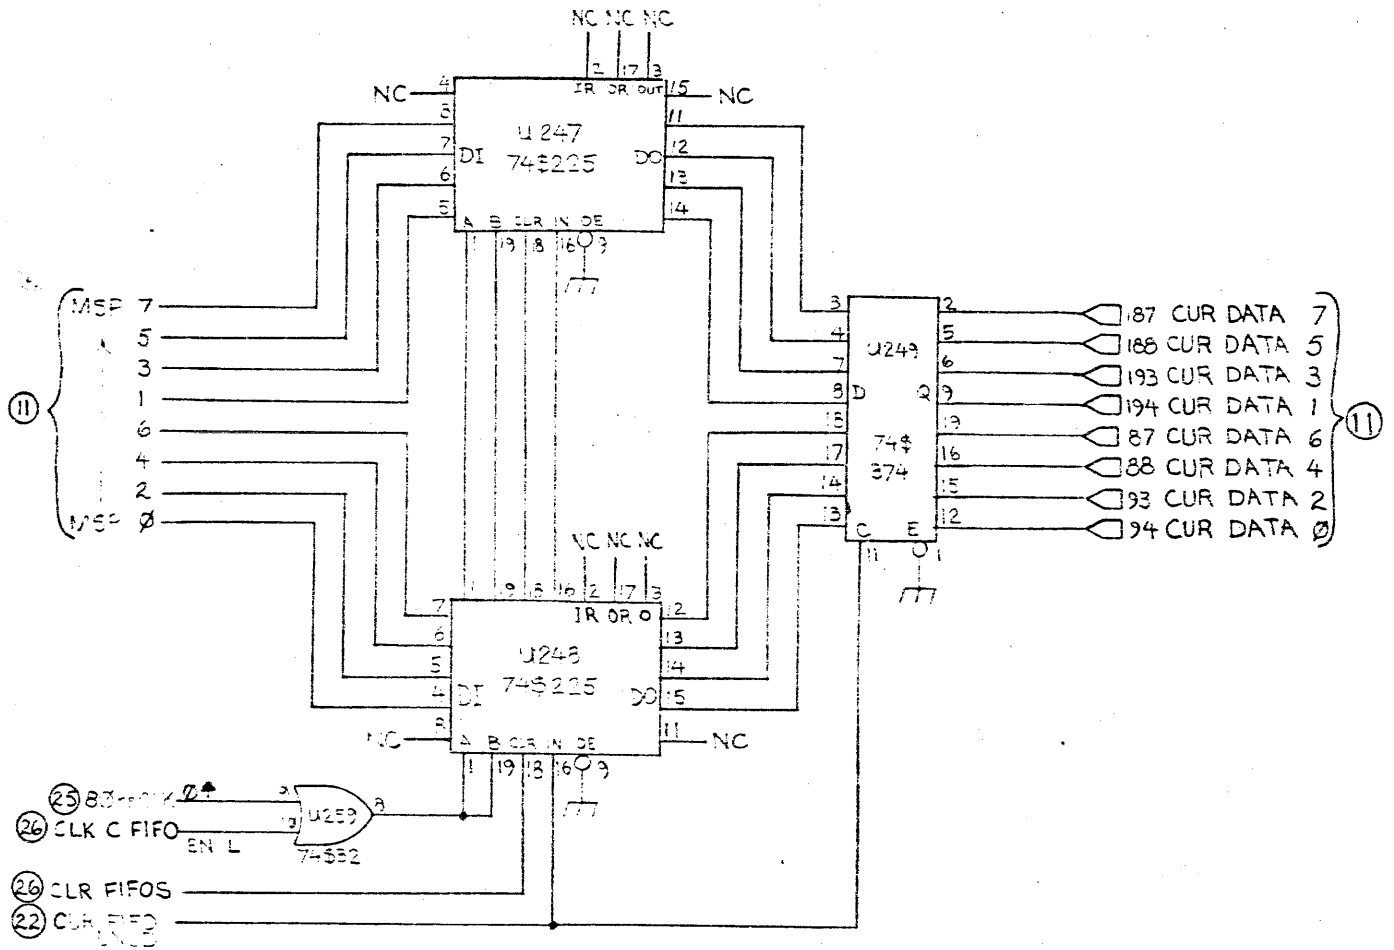 NC NC NC
2 17 3
4 IR OR OUT 15
NC NC
8 11
U247
7 DI DO 12
74S225
6 13
5 14
A B CLR IN OE
1 19 18 16 9
MSP 7
5
3
1
6
4
2
MSP Ø
11
3 2
4 5
U249
7 6
8 D Q 9
18 19
17 74S 16
374
14 15
13 12
C E
11 1
187 CUR DATA 7
188 CUR DATA 5
193 CUR DATA 3
194 CUR DATA 1
87 CUR DATA 6
88 CUR DATA 4
93 CUR DATA 2
94 CUR DATA Ø
11
NC NC NC
1 19 18 16 2 17 3
7 IR OR O 12
6 13
U248
5 14
74S225
4 DI DO 15
8 11
NC NC
A B CLR IN OE
1 19 18 16 9
25
26 CLK C FIFO
EN L
U259 8
74S32
26 CLR FIFOS
22 CUR FIFO